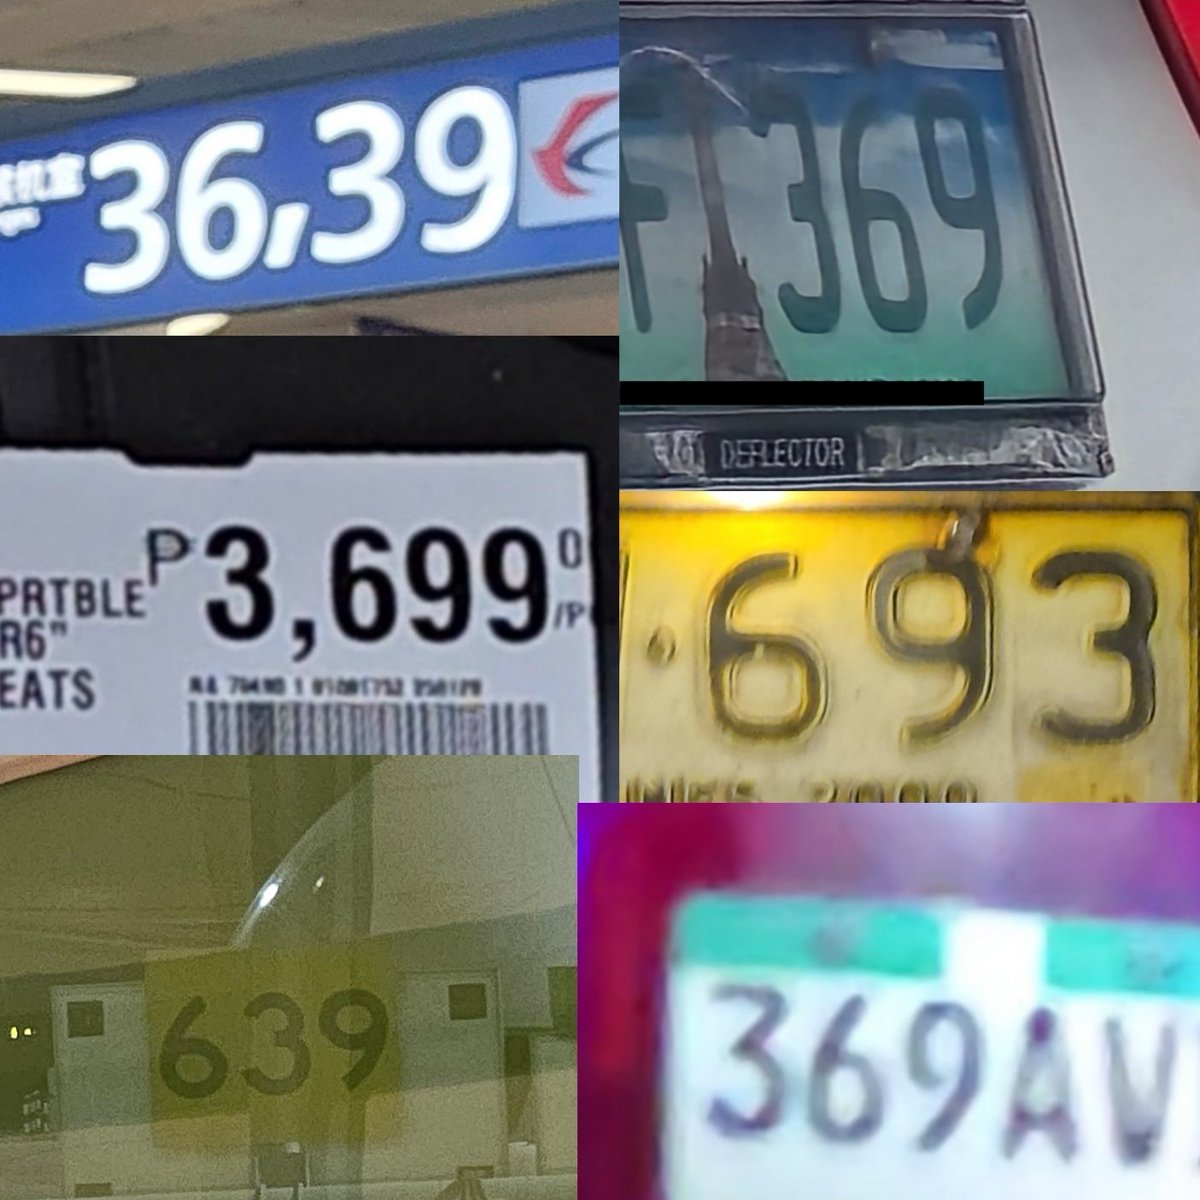 36,39
F 369
DEFLECTOR
₱3,699
PRTBLE
R6"
EATS
/P
693
639
369AV